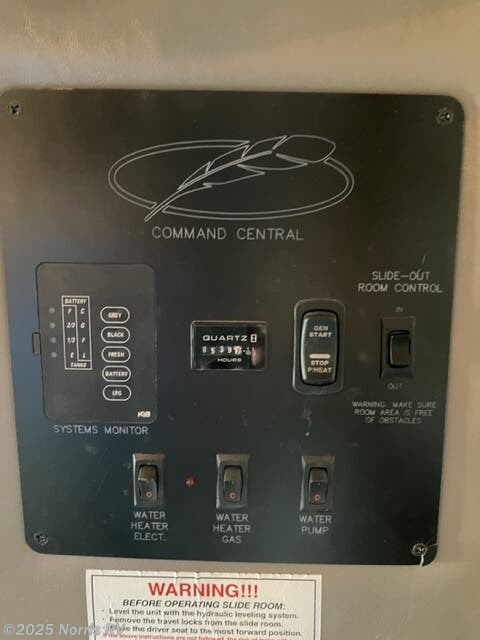 COMMAND CENTRAL
SLIDE-OUT
ROOM CONTROL
IN
OUT
WARNING: MAKE SURE
ROOM AREA IS FREE
OF OBSTACLES
BATTERY
F C
2/3 G
1/3 F
E L
TANKS
GREY
BLACK
FRESH
BATTERY
LPG
KIB
SYSTEMS MONITOR
QUARTZ
HOURS
GEN
START
STOP
P.HEAT
WATER
HEATER
ELECT.
WATER
HEATER
GAS
WATER
PUMP
WARNING!!!
BEFORE OPERATING SLIDE ROOM:
- Level the unit with the hydraulic leveling system.
Remove the travel locks from the slide room.
the driver seat to the most forward position.
©2025 Norris RV